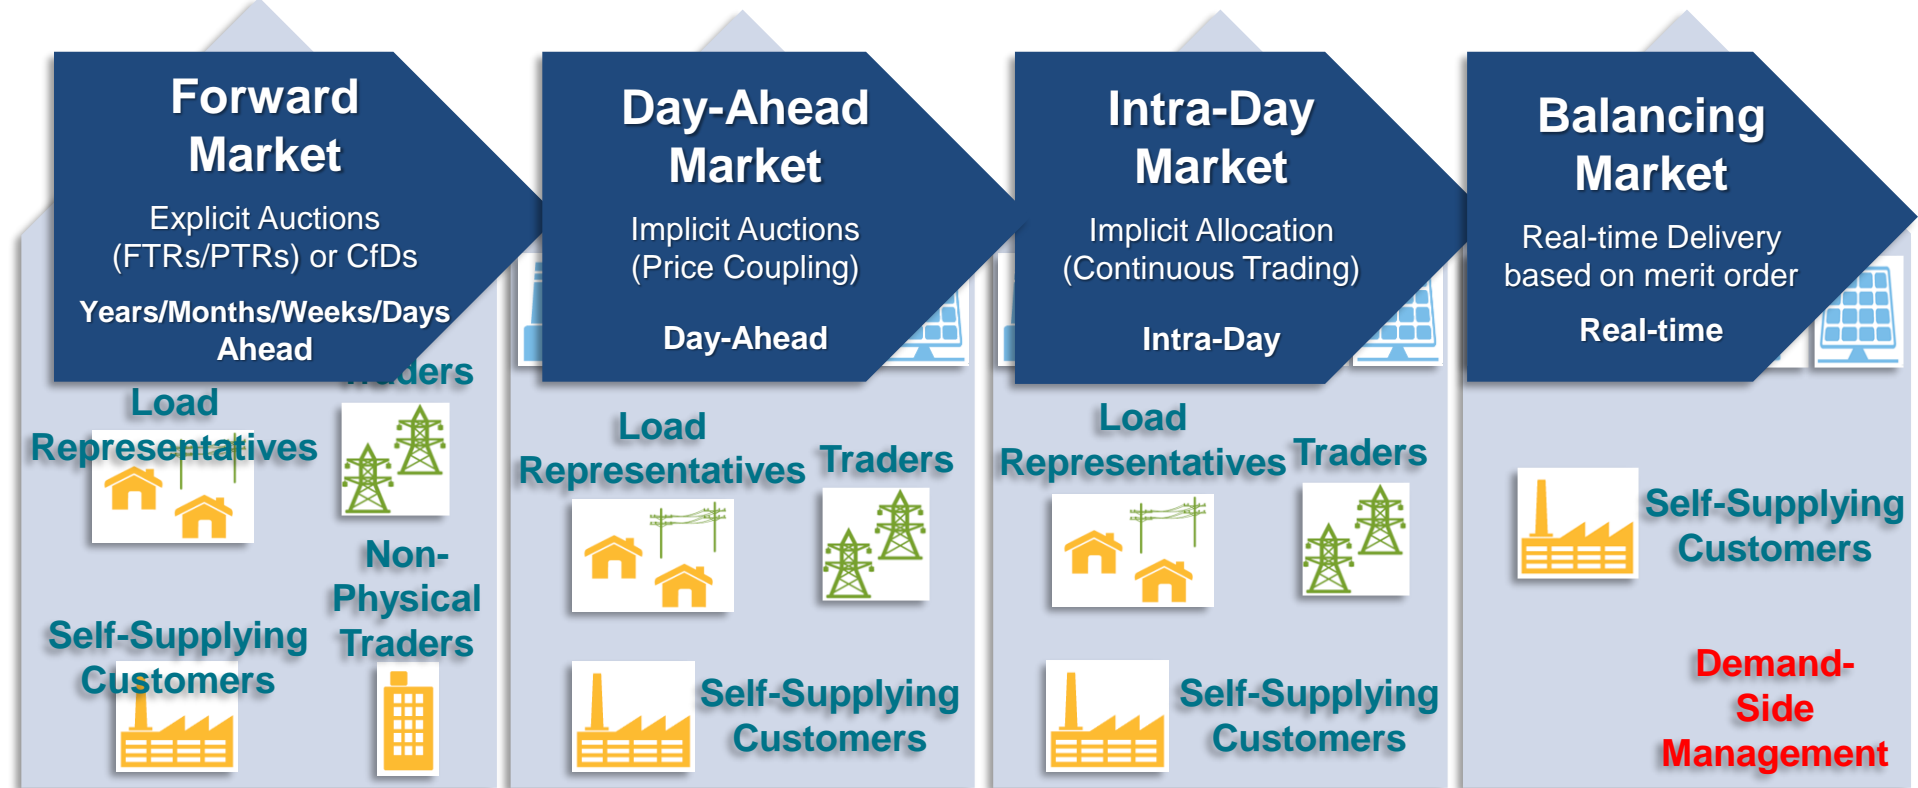 Forward
Market
Explicit Auctions
(FTRs/PTRs) or CfDs
Years/Months/Weeks/Days
Ahead
Load
Representatives
Traders
Non-
Physical
Traders
Self-Supplying
Customers
Day-Ahead
Market
Implicit Auctions
(Price Coupling)
Day-Ahead
Load
Representatives
Traders
Self-Supplying
Customers
Intra-Day
Market
Implicit Allocation
(Continuous Trading)
Intra-Day
Load
Representatives
Traders
Self-Supplying
Customers
Balancing
Market
Real-time Delivery
based on merit order
Real-time
Self-Supplying
Customers
Demand-
Side
Management